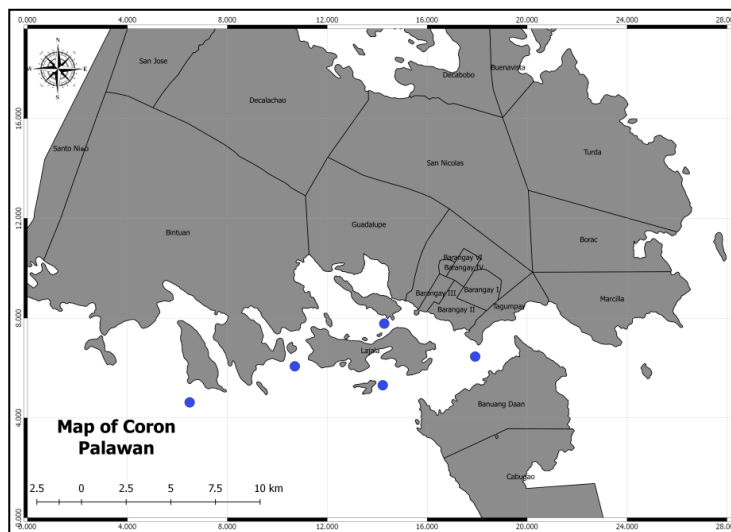 0.000 4.000 8.000 12.000 16.000 20.000 24.000 28.000
N
W E
S
San Jose
Decalachao
Decabobo
Buenavista
16.000
Santo Niño
San Nicolas
Turda
12.000
Bintuan
Guadalupe
Borac
Barangay VI
Barangay IV
Barangay III
Barangay I
Marcilla
Barangay II
Tagumpay
8.000
Lajala
Banuang Daan
4.000
Map of Coron
Palawan
Cabugao
2.5 0 2.5 5 7.5 10 km
0.000
0.000 4.000 8.000 12.000 16.000 20.000 24.000 28.000